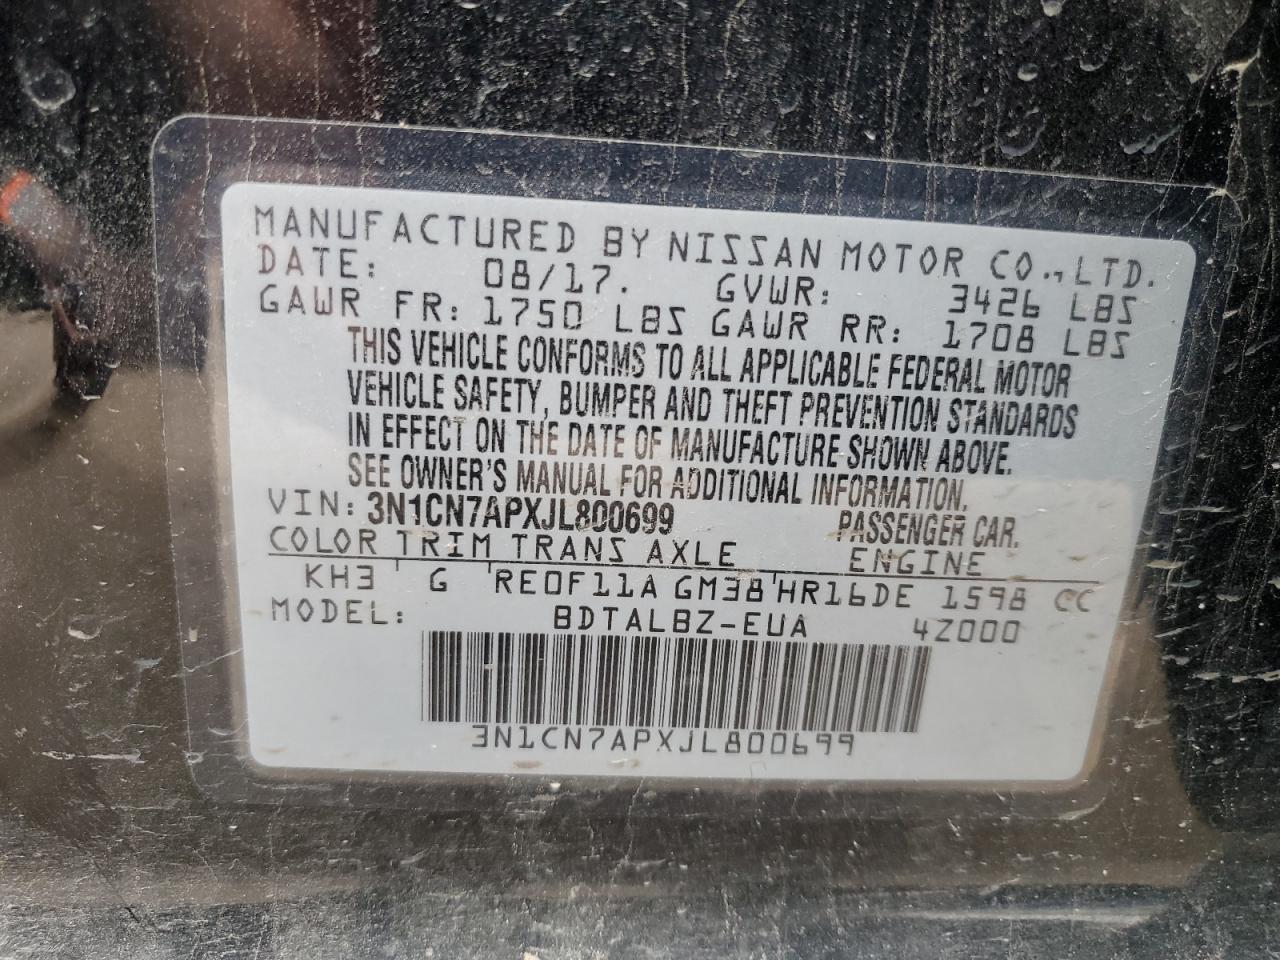 MANUFACTURED BY NISSAN MOTOR CO., LTD.
DATE: 08/17. GVWR: 3426 LBS
GAWR FR: 1750 LBS GAWR RR: 1708 LBS
THIS VEHICLE CONFORMS TO ALL APPLICABLE FEDERAL MOTOR
VEHICLE SAFETY, BUMPER AND THEFT PREVENTION STANDARDS
IN EFFECT ON THE DATE OF MANUFACTURE SHOWN ABOVE.
SEE OWNER'S MANUAL FOR ADDITIONAL INFORMATION.
VIN: 3N1CN7APXJL800699 PASSENGER CAR.
COLOR TRIM TRANS AXLE ENGINE
KH3 ' G ' RE0F11A GM38 ' HR16DE 1598 CC
MODEL: BDTALBZ-EUA 4Z000
3N1CN7APXJL800699